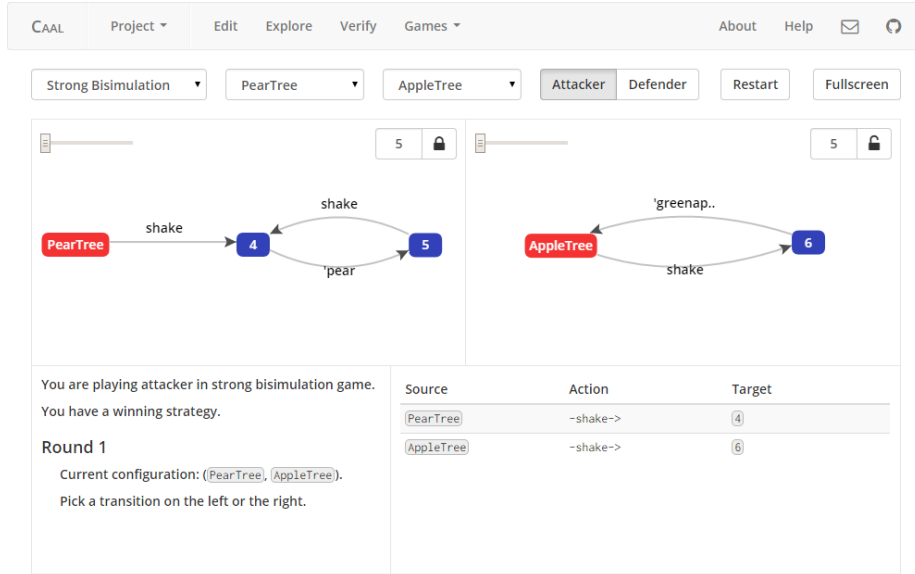 CAAL Project Edit Explore Verify Games About Help
Strong Bisimulation PearTree AppleTree Attacker Defender Restart Fullscreen
5 5
shake
shake
PearTree 4 5
'pear
'greenap..
AppleTree 6
shake
You are playing attacker in strong bisimulation game.
You have a winning strategy.
Round 1
Current configuration: (PearTree, AppleTree).
Pick a transition on the left or the right.
Source Action Target
PearTree -shake-> 4
AppleTree -shake-> 6